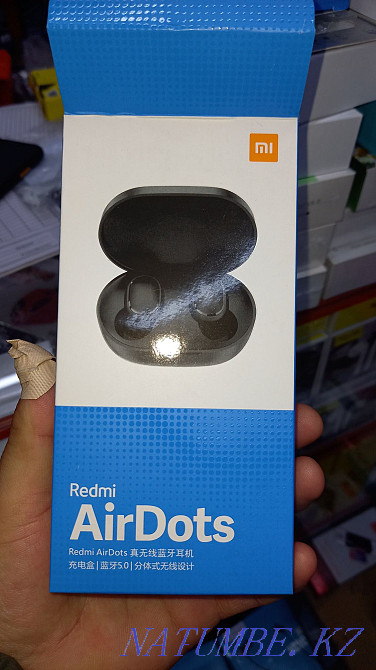 mi
Redmi
AirDots
Redmi AirDots 真无线蓝牙耳机
充电盒 | 蓝牙5.0 | 分体式无线设计
NATUMBE. KZ